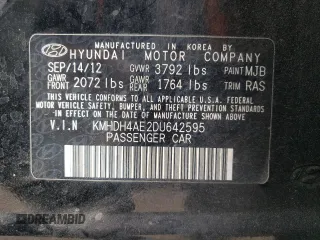 MANUFACTURED IN KOREA BY
HYUNDAI MOTOR COMPANY
SEP/14/12 GVWR 3792 lbs PAINT MJB
GAWR FRONT 2072 lbs GAWR REAR 1764 lbs TRIM RAS
THIS VEHICLE CONFORMS TO ALL APPLICABLE
FEDERAL MOTOR VEHICLE SAFETY, BUMPER, AND
THEFT PREVENTION STANDARDS IN EFFECT ON THE
DATE OF MANUFACTURE SHOWN ABOVE.
V.I.N KMHDH4AE2DU642595
PASSENGER CAR
DREAMBID